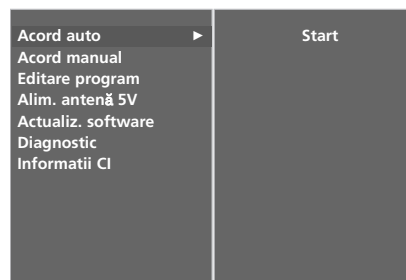 Acord auto ► Start
Acord manual
Editare program
Alim. antenă 5V
Actualiz. software
Diagnostic
Informatii CI